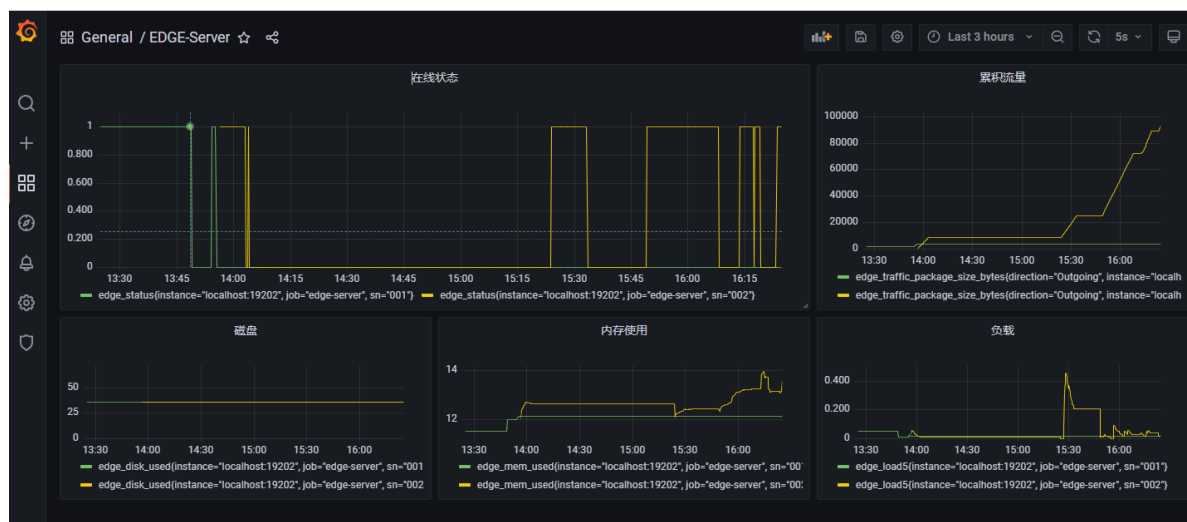 General / EDGE-Server
Last 3 hours
5s
在线状态
1
0.800
0.600
0.400
0.200
0
13:30 13:45 14:00 14:15 14:30 14:45 15:00 15:15 15:30 15:45 16:00 16:15
edge_status{instance="localhost:19202", job="edge-server", sn="001"} edge_status{instance="localhost:19202", job="edge-server", sn="002"}
累积流量
100000
80000
60000
40000
20000
0
13:30 14:00 14:30 15:00 15:30 16:00
edge_traffic_package_size_bytes{direction="Outgoing", instance="localh
edge_traffic_package_size_bytes{direction="Outgoing", instance="localh
磁盘
50
25
0
13:30 14:00 14:30 15:00 15:30 16:00
edge_disk_used{instance="localhost:19202", job="edge-server", sn="001
edge_disk_used{instance="localhost:19202", job="edge-server", sn="002
内存使用
14
12
13:30 14:00 14:30 15:00 15:30 16:00
edge_mem_used{instance="localhost:19202", job="edge-server", sn="00
edge_mem_used{instance="localhost:19202", job="edge-server", sn="00
负载
0.400
0.200
0
13:30 14:00 14:30 15:00 15:30 16:00
edge_load5{instance="localhost:19202", job="edge-server", sn="001"}
edge_load5{instance="localhost:19202", job="edge-server", sn="002"}